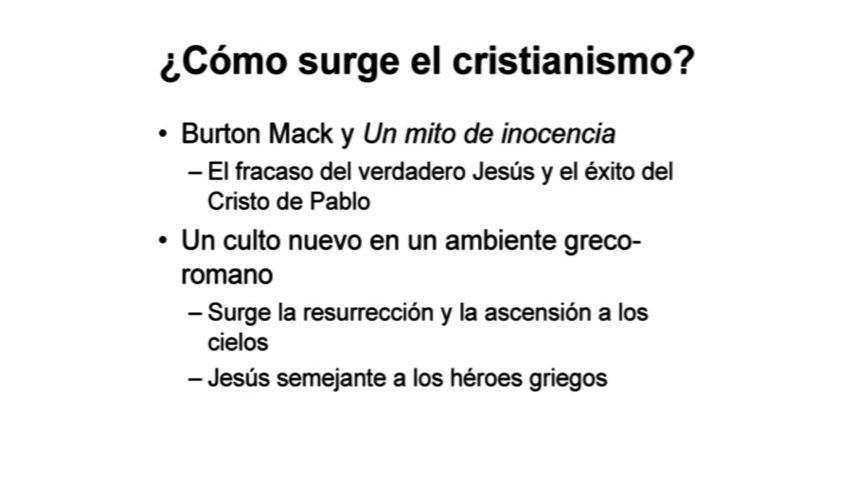 ¿Cómo surge el cristianismo?
• Burton Mack y Un mito de inocencia
– El fracaso del verdadero Jesús y el éxito del
Cristo de Pablo
• Un culto nuevo en un ambiente greco-
romano
– Surge la resurrección y la ascensión a los
cielos
– Jesús semejante a los héroes griegos